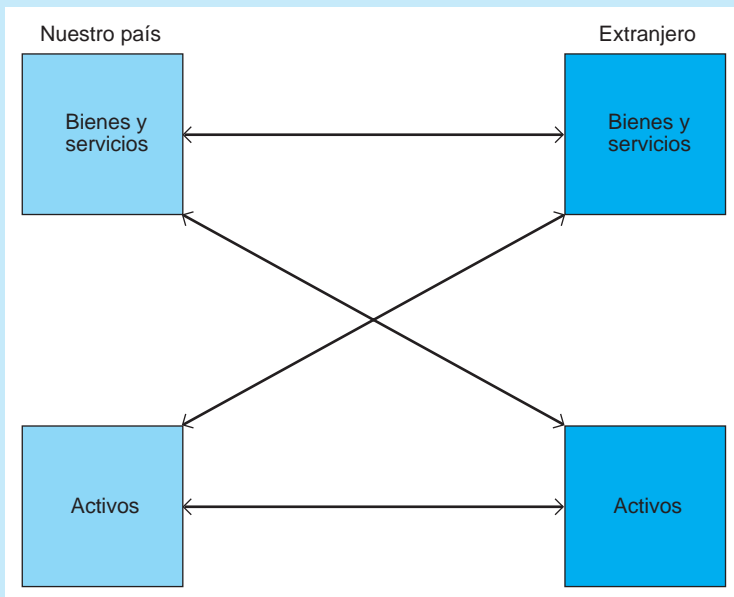 Nuestro país
Extranjero
Bienes y
servicios
Bienes y
servicios
Activos
Activos